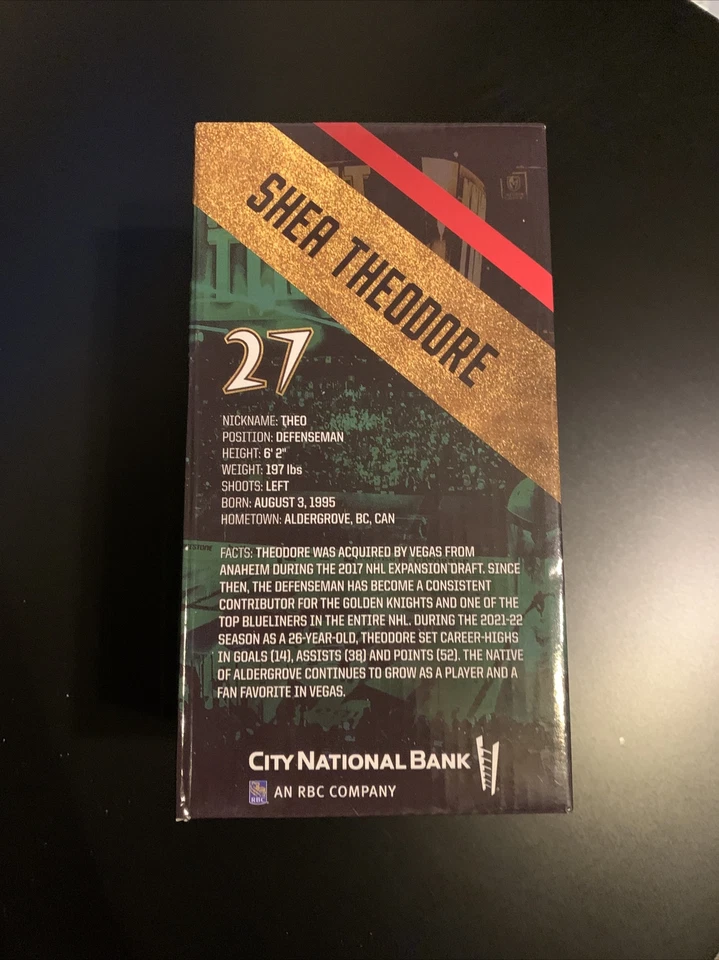 SHEA THEODORE
27
NICKNAME: THEO
POSITION: DEFENSEMAN
HEIGHT: 6' 2"
WEIGHT: 197 lbs
SHOOTS: LEFT
BORN: AUGUST 3, 1995
HOMETOWN: ALDERGROVE, BC, CAN
FACTS: THEODORE WAS ACQUIRED BY VEGAS FROM
ANAHEIM DURING THE 2017 NHL EXPANSION DRAFT. SINCE
THEN, THE DEFENSEMAN HAS BECOME A CONSISTENT
CONTRIBUTOR FOR THE GOLDEN KNIGHTS AND ONE OF THE
TOP BLUELINERS IN THE ENTIRE NHL. DURING THE 2021-22
SEASON AS A 26-YEAR-OLD, THEODORE SET CAREER-HIGHS
IN GOALS (14), ASSISTS (38) AND POINTS (52). THE NATIVE
OF ALDERGROVE CONTINUES TO GROW AS A PLAYER AND A
FAN FAVORITE IN VEGAS.
CITY NATIONAL BANK
RBC AN RBC COMPANY